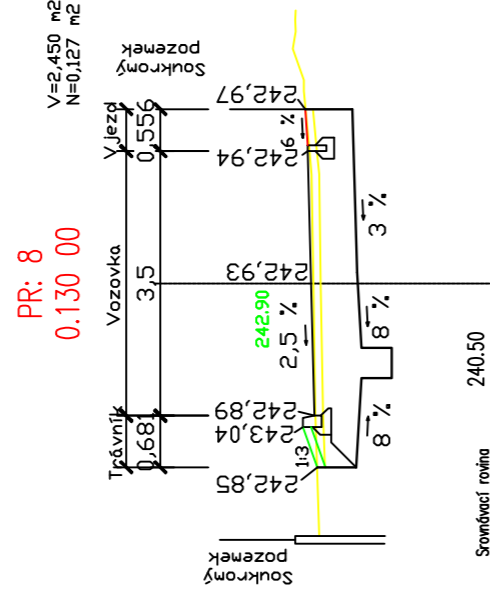 PR: 8
0.130 00
V=2,450 m2
N=0,127 m2
Trávník
Vozovka
Vjezd
0,681
3,5
0,556
Soukromý
pozemek
Soukromý
pozemek
242,85
243,04
242,89
242,93
242,94
242,97
242.90
1:3
2,5 %
6 %
8 %
8 %
3 %
240.50
Srovnávací rovina